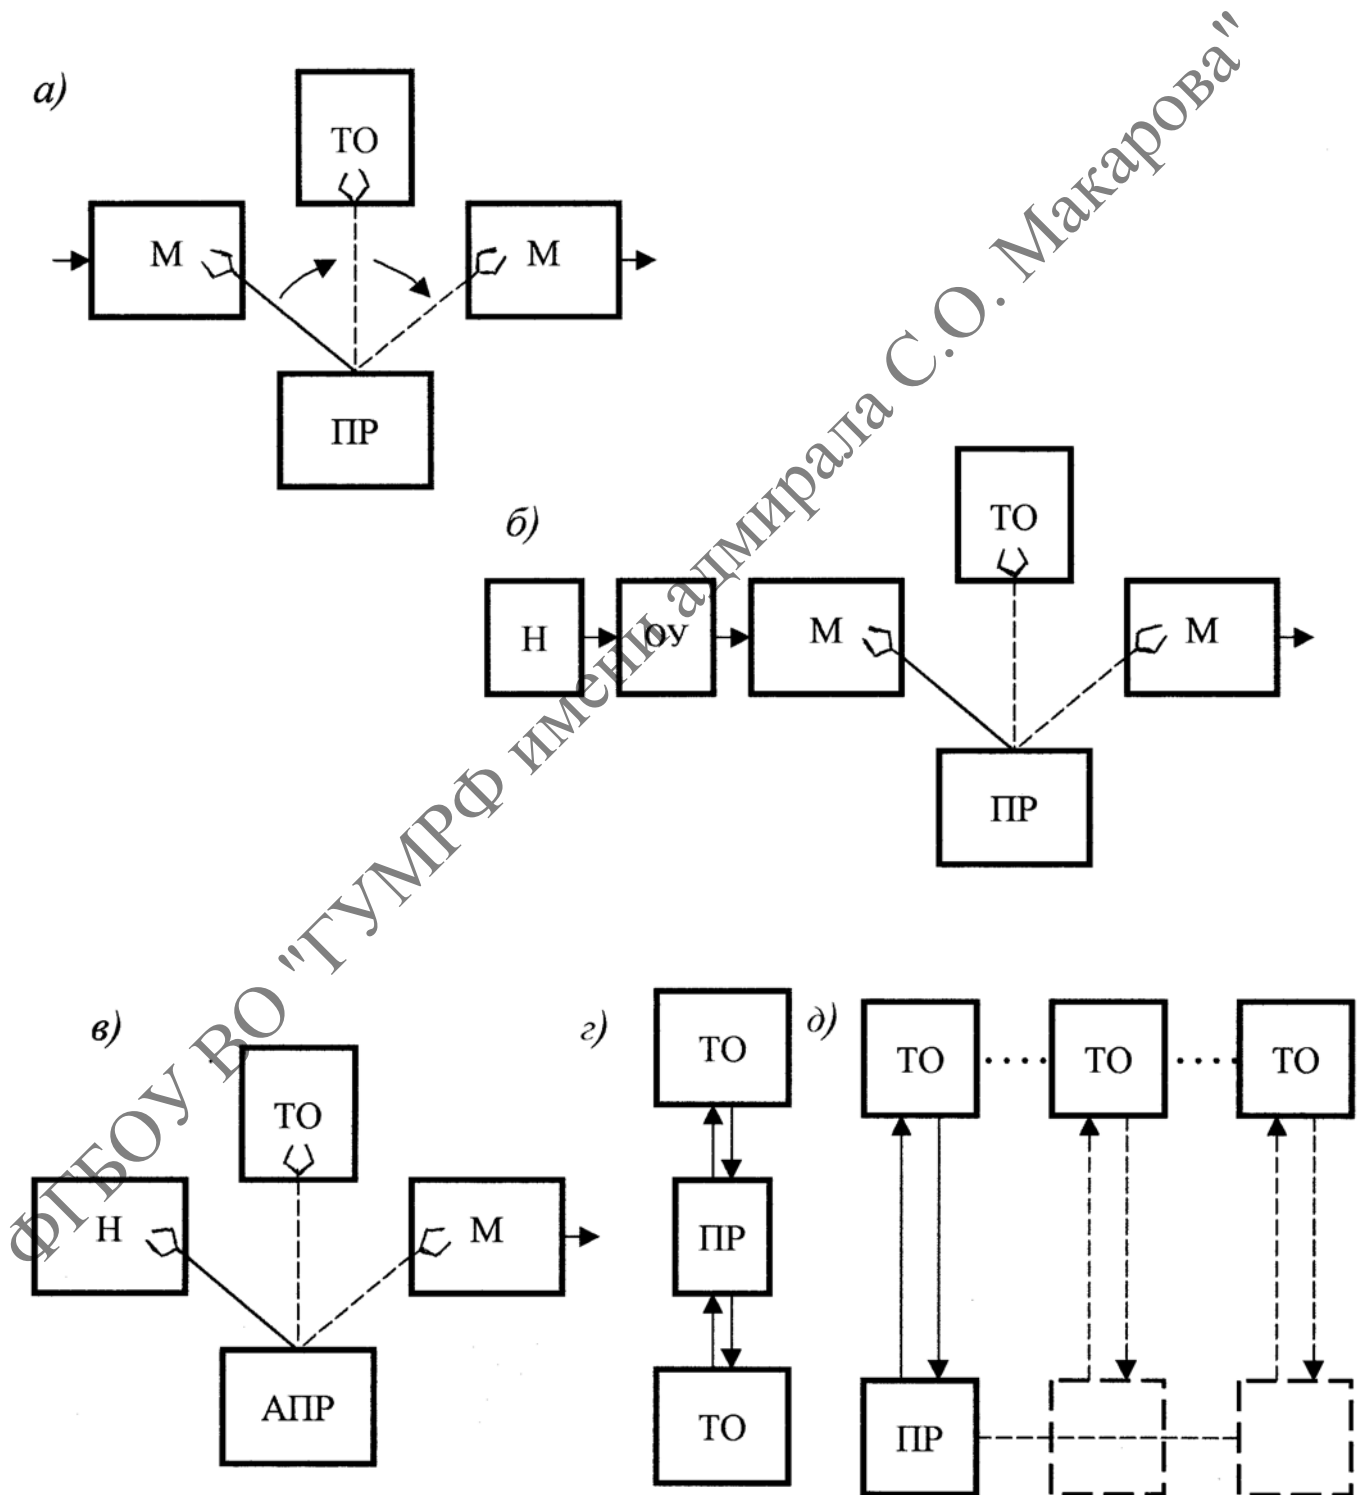 а)
ТО
М М
ПР
б)
ТО
Н ОУ М М
ПР
в)
ТО
Н М
АПР
г)
ТО
ПР
ТО
д)
ТО ТО ТО
ПР
ФГБОУ ВО "ГУМРФ имени адмирала С.О. Макарова"